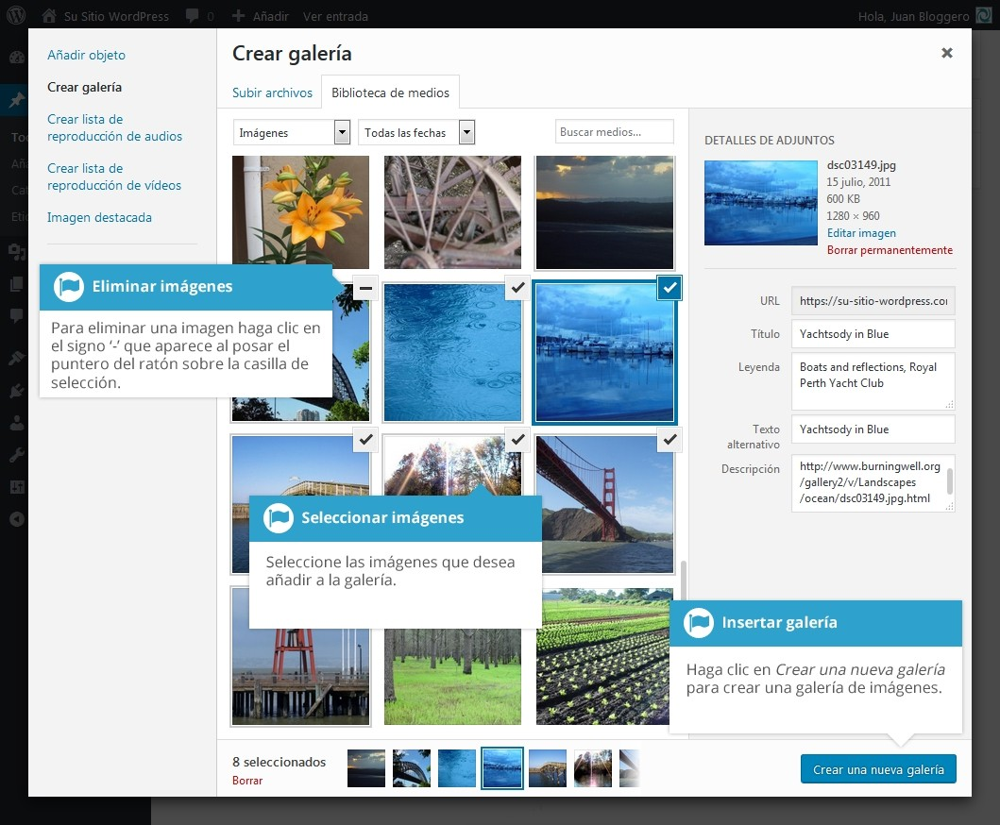 Su Sitio WordPress
0
Añadir
Ver entrada
Hola, Juan Bloggero
Añadir objeto
Crear galería
Crear lista de
reproducción de audios
Crear lista de
reproducción de vídeos
Imagen destacada
Crear galería
Subir archivos
Biblioteca de medios
Imágenes
Todas las fechas
Buscar medios...
Eliminar imágenes
Para eliminar una imagen haga clic en
el signo ‘-’ que aparece al posar el
puntero del ratón sobre la casilla de
selección.
Seleccionar imágenes
Seleccione las imágenes que desea
añadir a la galería.
DETALLES DE ADJUNTOS
dsc03149.jpg
15 julio, 2011
600 KB
1280 × 960
Editar imagen
Borrar permanentemente
URL
https://su-sitio-wordpress.cor
Título
Yachtsody in Blue
Leyenda
Boats and reflections, Royal
Perth Yacht Club
Texto
alternativo
Yachtsody in Blue
Descripción
http://www.burningwell.org
/gallery2/v/Landscapes
/ocean/dsc03149.jpg.html
Insertar galería
Haga clic en Crear una nueva galería
para crear una galería de imágenes.
8 seleccionados
Borrar
Crear una nueva galería